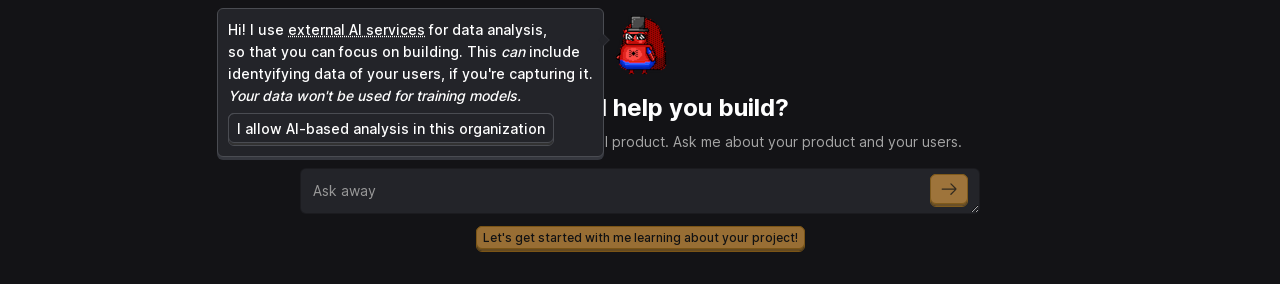 Hi! I use external AI services for data analysis,
so that you can focus on building. This can include
identyifying data of your users, if you're capturing it.
Your data won't be used for training models.
I allow AI-based analysis in this organization
help you build?
product. Ask me about your product and your users.
Ask away
Let's get started with me learning about your project!